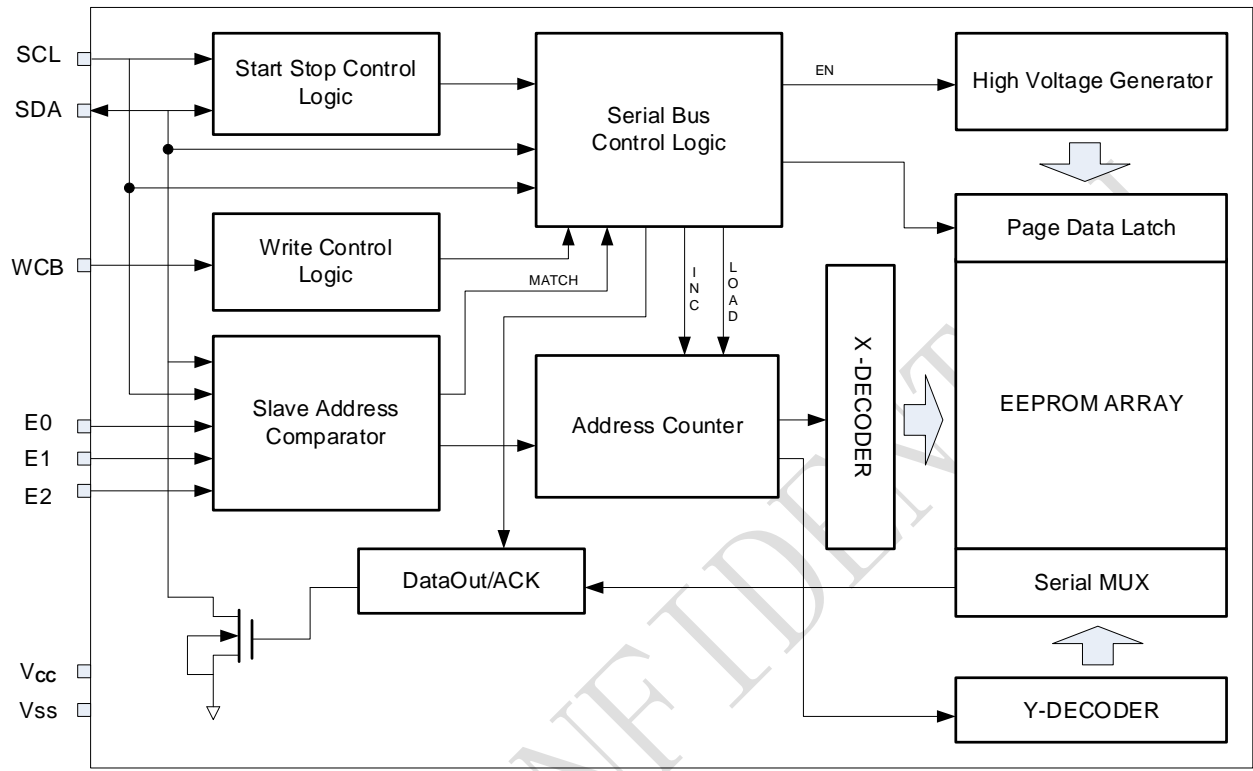 SCL
SDA
WCB
E0
E1
E2
Vcc
Vss
Start Stop Control
Logic
Write Control
Logic
Slave Address
Comparator
MATCH
Serial Bus
Control Logic
EN
INC
LOAD
Address Counter
DataOut/ACK
X-DECODER
High Voltage Generator
Page Data Latch
EEPROM ARRAY
Serial MUX
Y-DECODER